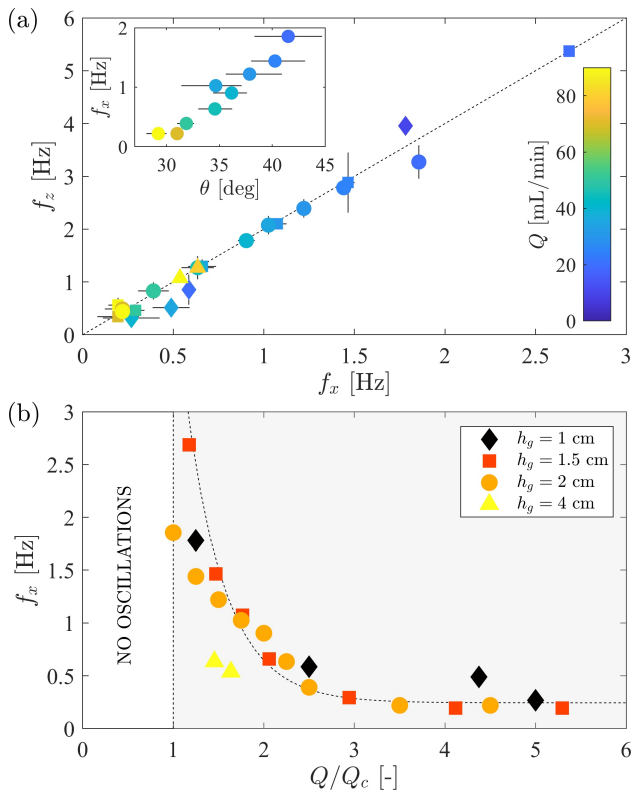 (a)
6
5
4
3
2
1
0
f_z [Hz]
0
0.5
1
1.5
2
2.5
3
f_x [Hz]
2
1
0
f_x [Hz]
30
35
40
45
θ [deg]
80
60
40
20
0
Q [mL/min]
(b)
3
2.5
2
1.5
1
0.5
0
f_x [Hz]
NO OSCILLATIONS
h_g = 1 cm
h_g = 1.5 cm
h_g = 2 cm
h_g = 4 cm
0
1
2
3
4
5
6
Q/Q_c [-]